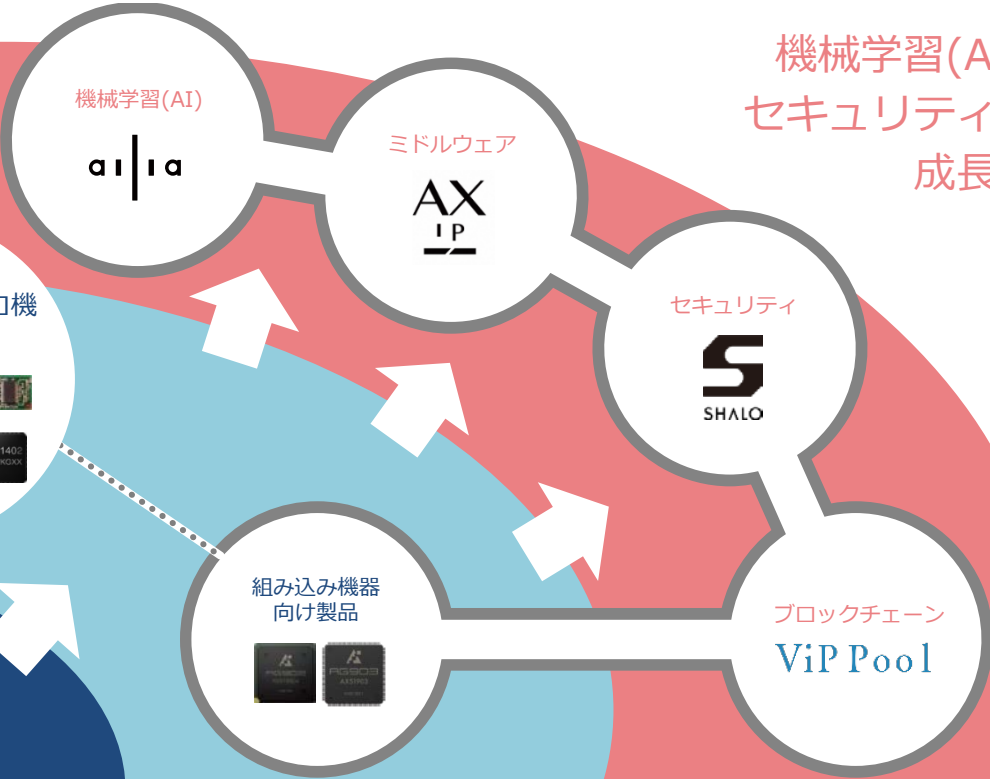 機械学習(A
セキュリティ
成長
機械学習(AI)
ailia
ミドルウェア
AX
IP
セキュリティ
SHALO
機
1402
組み込み機器
向け製品
AG903
ブロックチェーン
ViP Pool